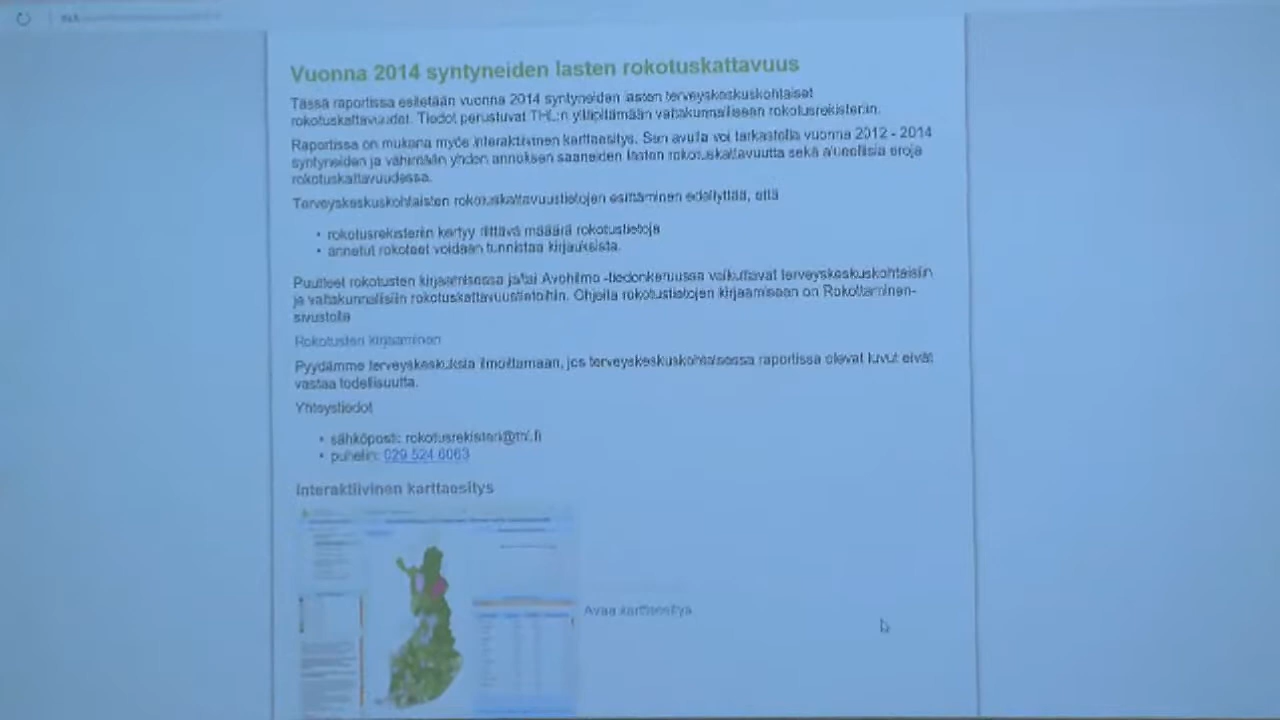 Vuonna 2014 syntyneiden lasten rokotuskattavuus
Tässä raportissa esitetään vuonna 2014 syntyneiden lasten terveyskeskuskohtaiset
rokotuskattavuudet. Tiedot perustuvat THL:n ylläpitämään valtakunnalliseen rokotusrekisteriin.
Raportissa on mukana myös interaktiivinen karttaesitys. Sen avulla voi tarkastella vuonna 2012 - 2014
syntyneiden ja vähintään yhden annoksen saaneiden lasten rokotuskattavuutta sekä alueellisia eroja
rokotuskattavuudessa.
Terveyskeskuskohtaisten rokotuskattavuustietojen esittäminen edellyttää, että
• rokotusrekisteriin kertyy riittävä määrä rokotustietoja
• annetut rokotteet voidaan tunnistaa kirjauksista.
Puutteet rokotusten kirjaamisessa ja/tai Avohilmo -tiedonkeruussa vaikuttavat terveyskeskuskohtaisiin
ja valtakunnallisiin rokotuskattavuustietoihin. Ohjeita rokotustietojen kirjaamiseen on Rokottaminen-
sivustolla
Rokotusten kirjaaminen
Pyydämme terveyskeskuksia ilmoittamaan, jos terveyskeskuskohtaisessa raportissa olevat luvut eivät
vastaa todellisuutta.
Yhteystiedot
• sähköposti: rokotusrekisteri@thl.fi
• puhelin: 029 524 6063
Interaktiivinen karttaesitys
Avaa karttaesitys